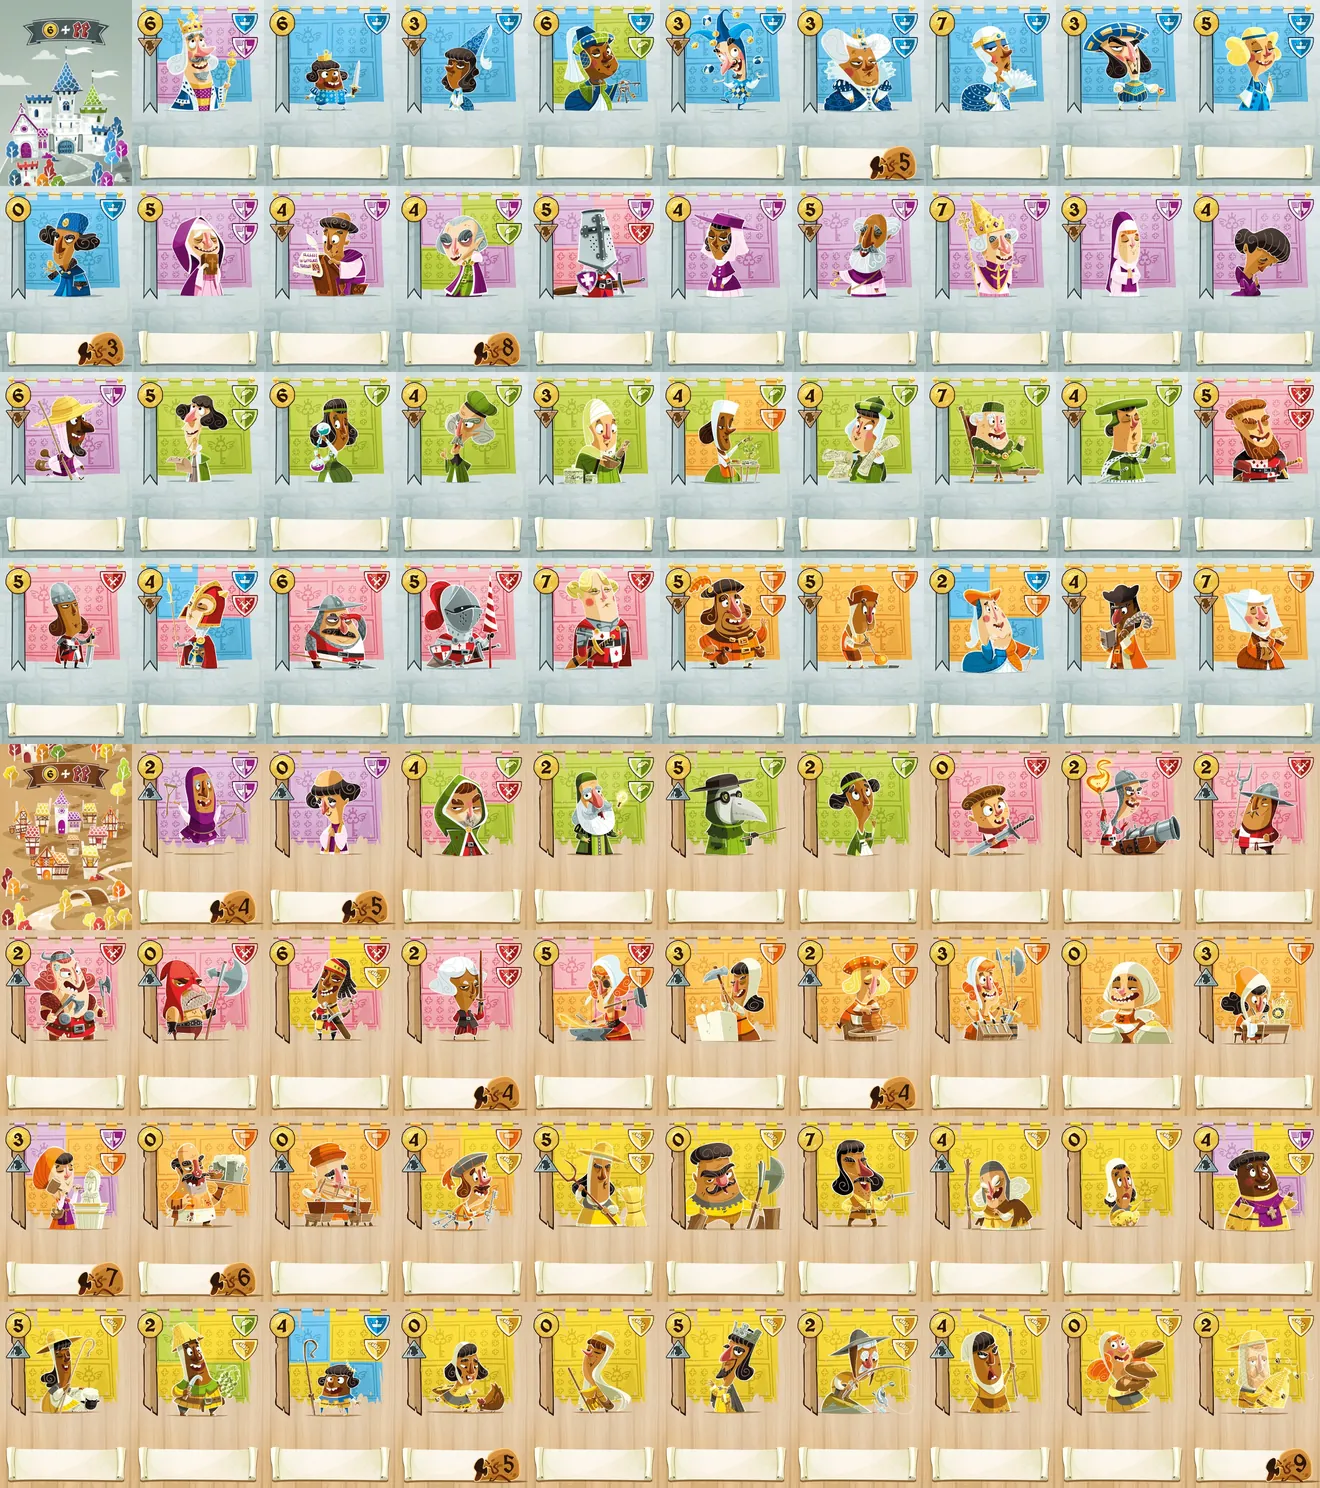 6 + 6 6 3 6 3 3 7 3 5
5
0 5 4 4 5 4 5 7 3 4
3 8
6 5 6 4 3 4 4 7 4 5
5 4 6 5 7 5 5 2 4 7
6 + 2 0 4 2 5 2 0 2 2
4 5
2 0 6 2 5 3 2 3 0 3
4 4
3 0 0 4 5 0 7 4 0 4
7 6
5 2 4 0 0 5 2 4 0 2
5 9